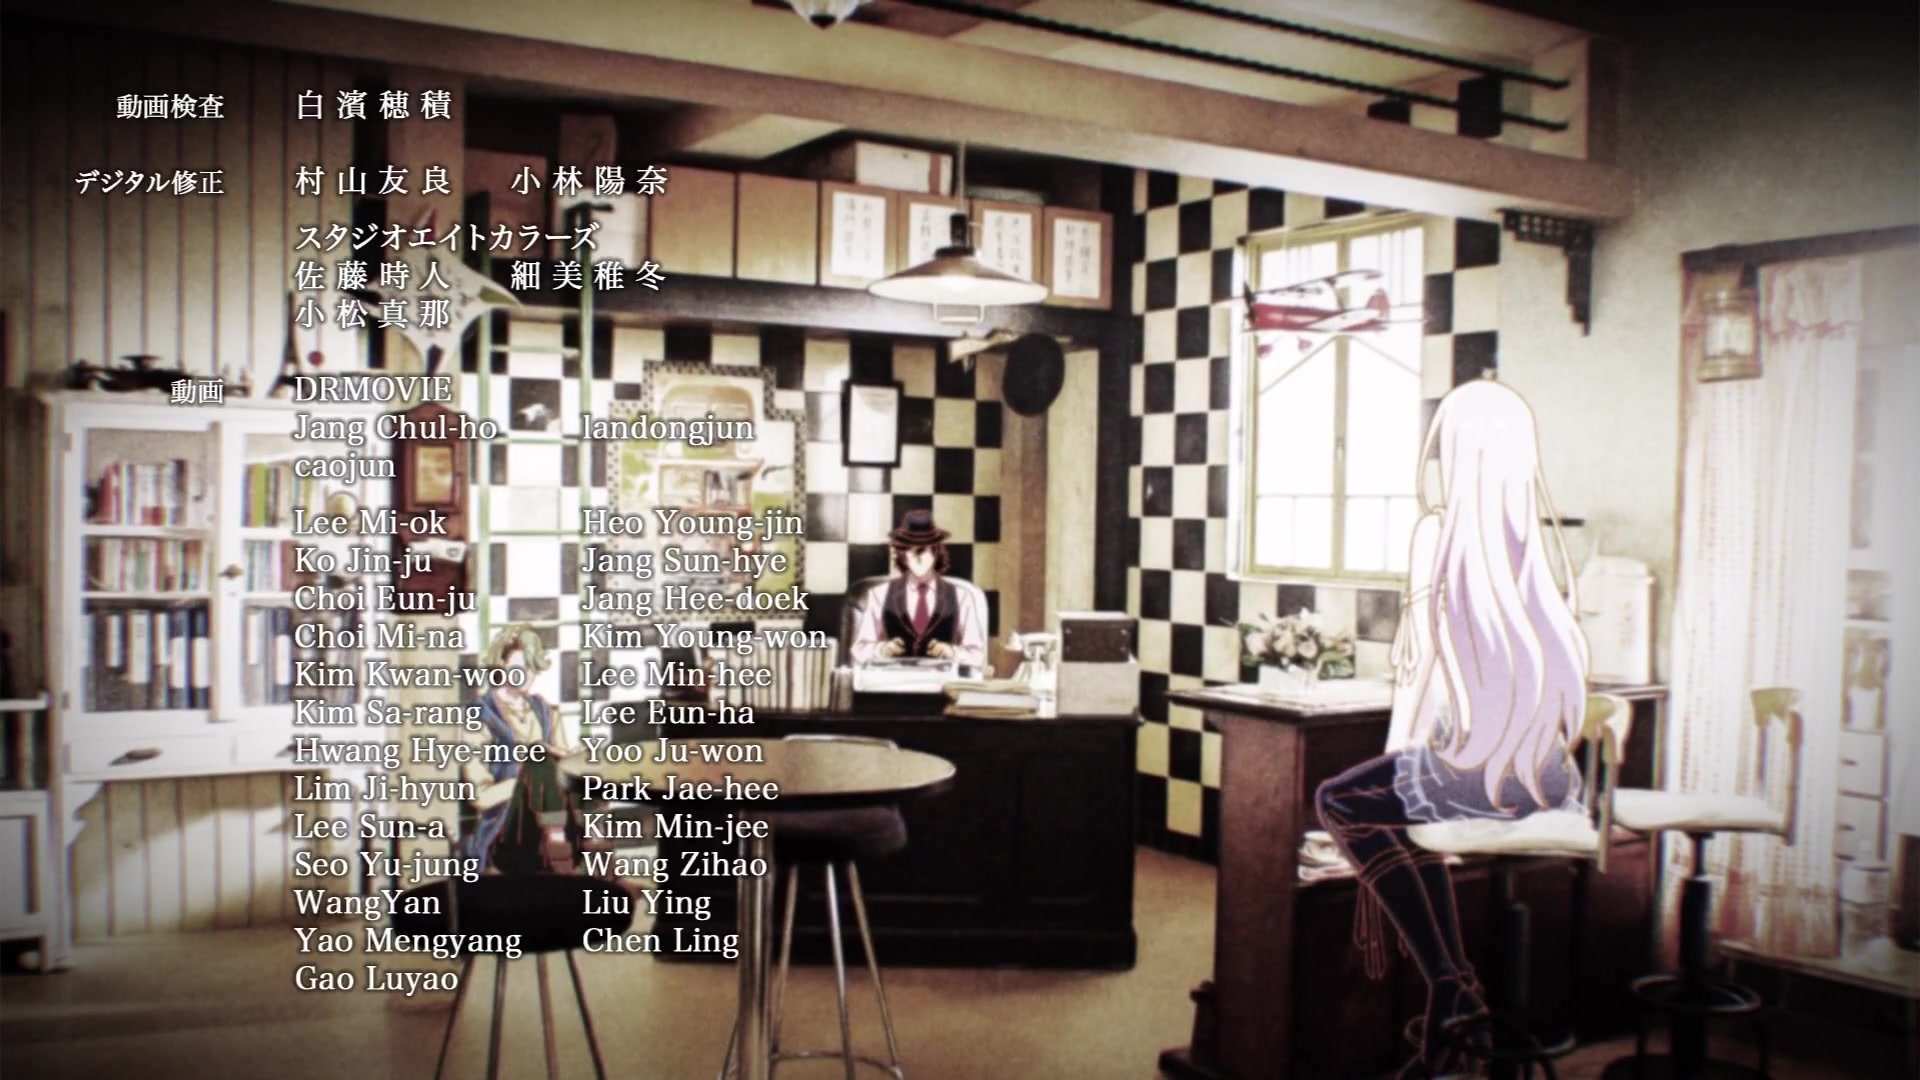 動画検査 白濱穂積
デジタル修正 村山友良 小林陽奈
スタジオエイトカラーズ
佐藤時人 細美稚冬
小松真那
動画 DRMOVIE
Jang Chul-ho landongjun
caojun
Lee Mi-ok Heo Young-jin
Ko Jin-ju Jang Sun-hye
Choi Eun-ju Jang Hee-doek
Choi Mi-na Kim Young-won
Kim Kwan-woo Lee Min-hee
Kim Sa-rang Lee Eun-ha
Hwang Hye-mee Yoo Ju-won
Lim Ji-hyun Park Jae-hee
Lee Sun-a Kim Min-jee
Seo Yu-jung Wang Zihao
WangYan Liu Ying
Yao Mengyang Chen Ling
Gao Luyao